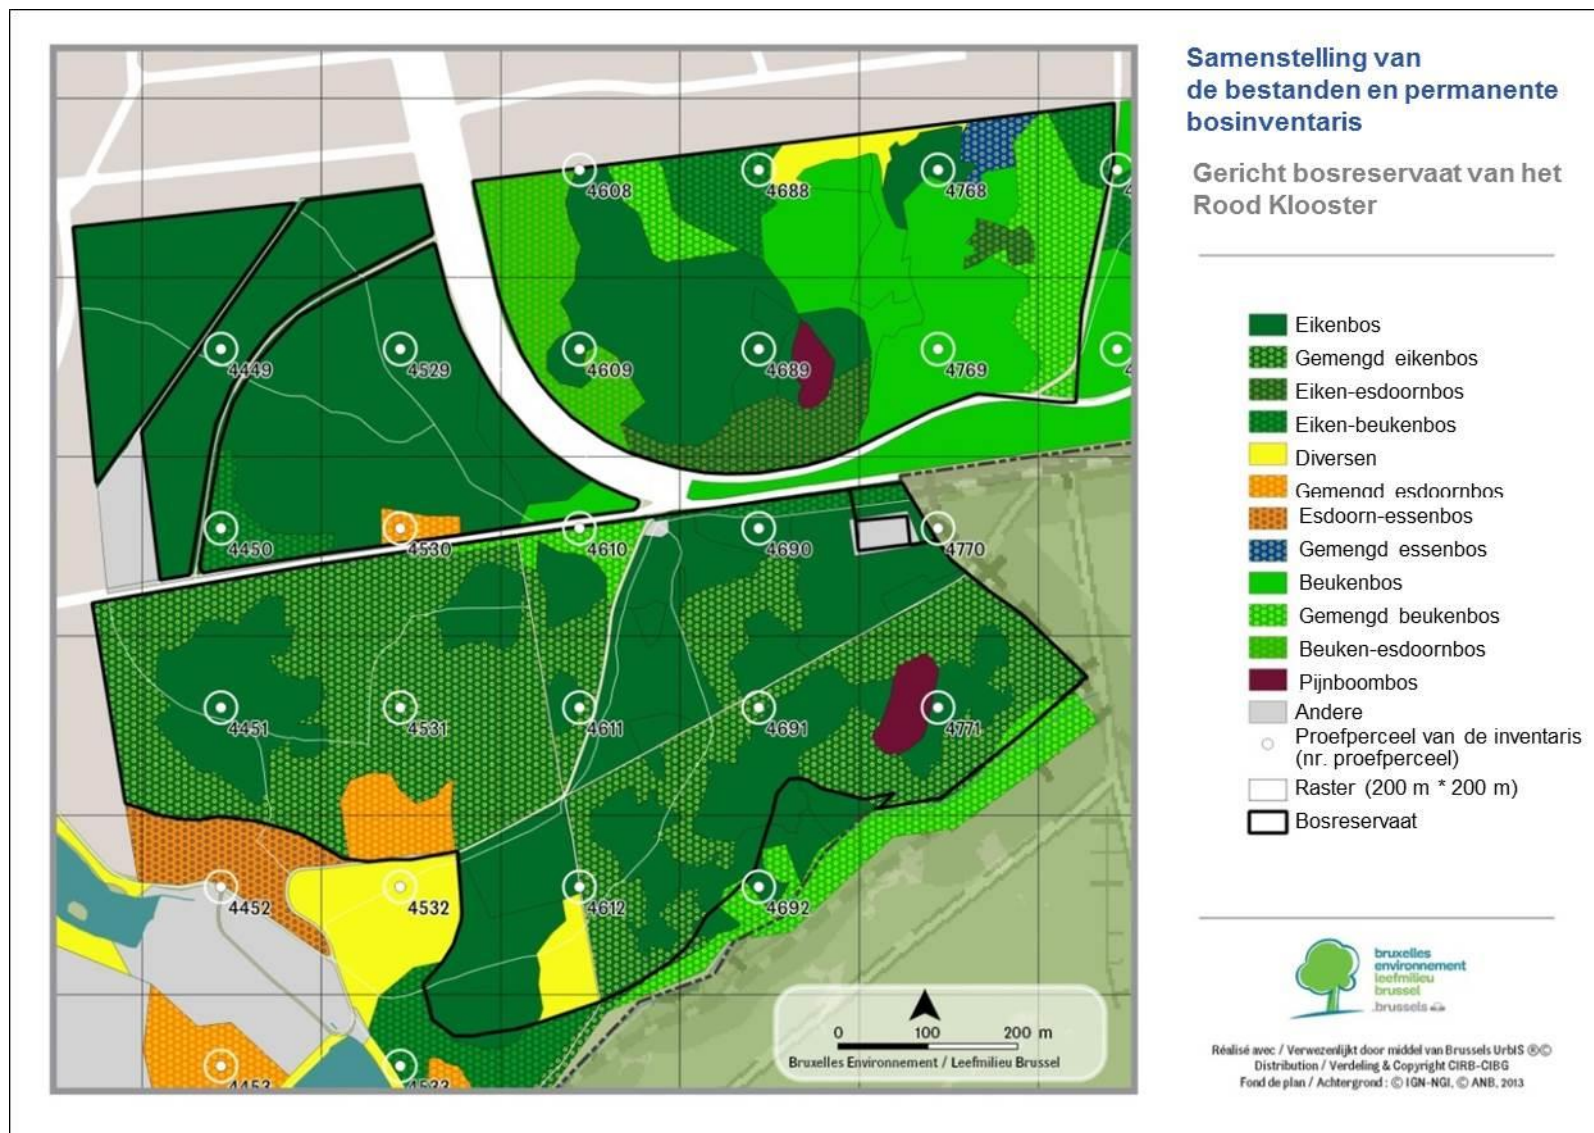 Samenstelling van
de bestanden en permanente
bosinventaris
Gericht bosreservaat van het
Rood Klooster
4608
4688
4768
4449
4529
4609
4689
4769
4450
4530
4610
4690
4770
4451
4531
4611
4691
4771
4452
4532
4612
4692
4453
4533
Eikenbos
Gemengd eikenbos
Eiken-esdoornbos
Eiken-beukenbos
Diversen
Gemengd esdoornbos
Esdoorn-essenbos
Gemengd essenbos
Beukenbos
Gemengd beukenbos
Beuken-esdoornbos
Pijnboombos
Andere
Proefperceel van de inventaris
(nr. proefperceel)
Raster (200 m * 200 m)
Bosreservaat
0 100 200 m
Bruxelles Environnement / Leefmilieu Brussel
bruxelles
environnement
leefmilieu
brussel
.brussels
Réalisé avec / Verwezenlijkt door middel van Brussels UrbIS ®©
Distribution / Verdeling & Copyright CIRB-CIBG
Fond de plan / Achtergrond : © IGN-NGI, © ANB, 2013